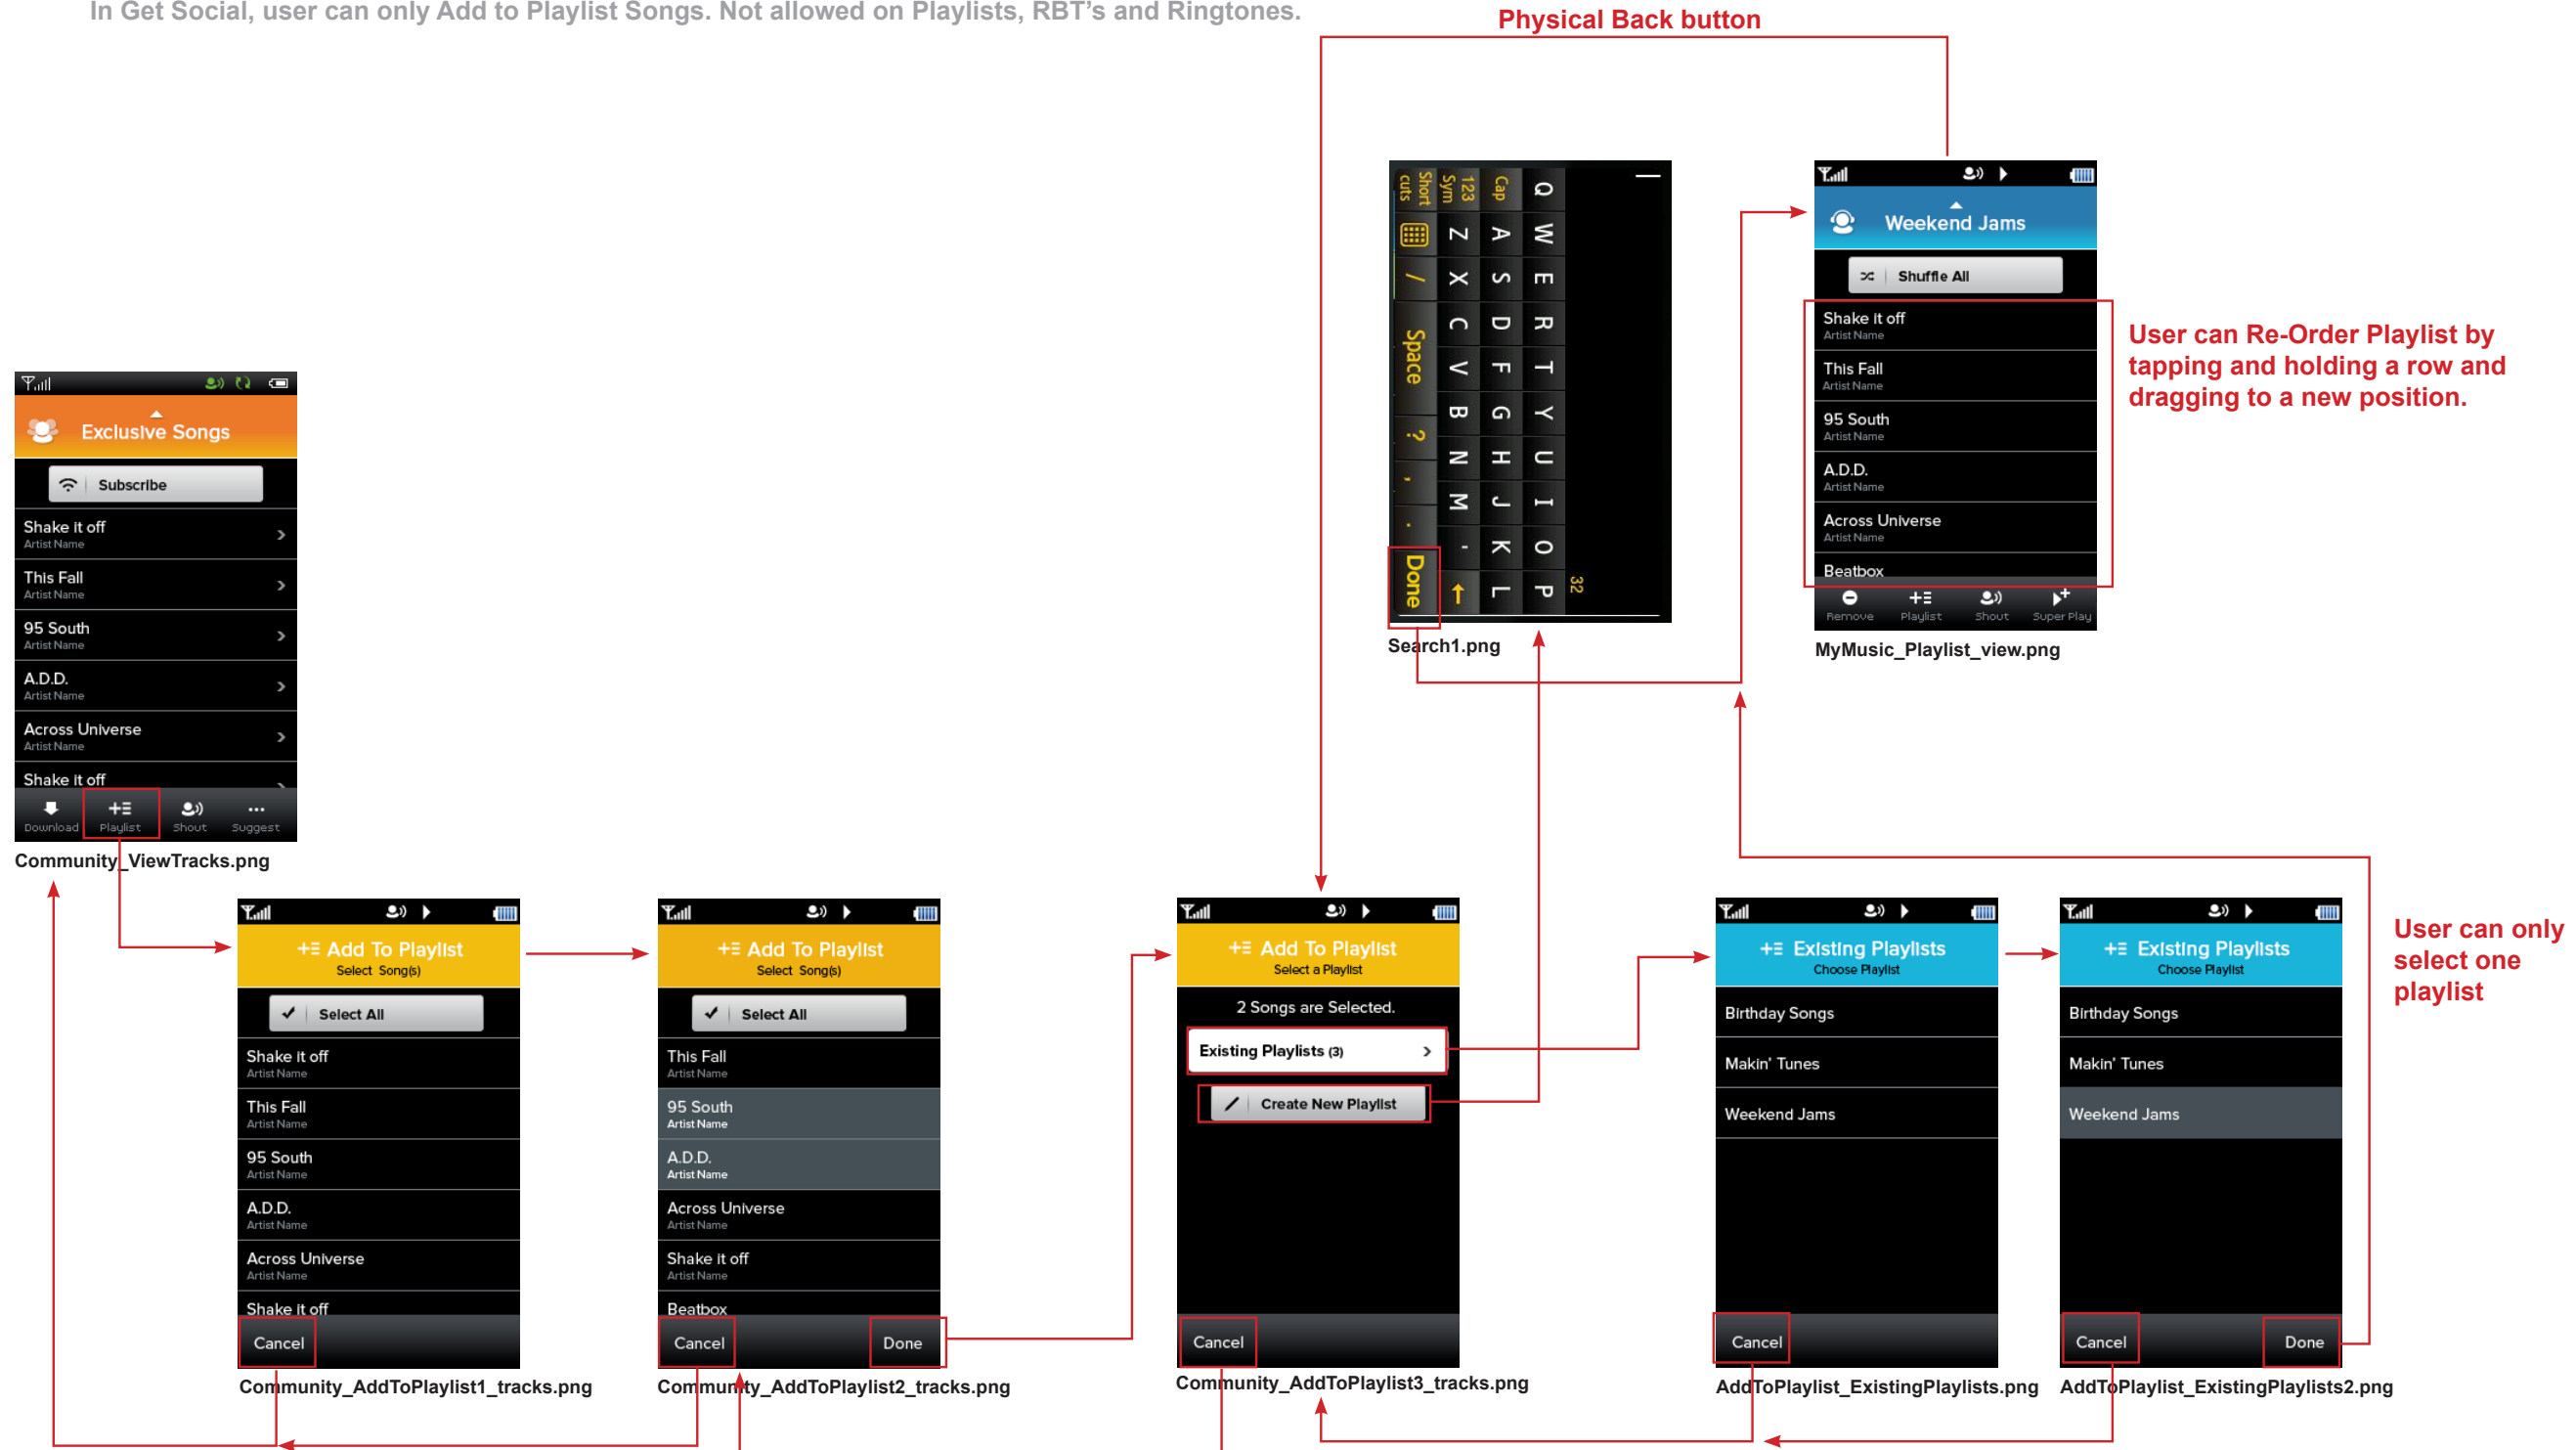 In Get Social, user can only Add to Playlist Songs. Not allowed on Playlists, RBT's and Ringtones.
Physical Back button
Q W E R T Y U I O P
Cap A S D F G H J K L
123
Sym Z X C V B N M -
Short
cuts / Space ? , . Done
32
Search1.png
Weekend Jams
Shuffle All
Shake it off
Artist Name
This Fall
Artist Name
95 South
Artist Name
A.D.D.
Artist Name
Across Universe
Artist Name
Beatbox
Remove Playlist Shout Super Play
MyMusic_Playlist_view.png
User can Re-Order Playlist by
tapping and holding a row and
dragging to a new position.
Exclusive Songs
Subscribe
Shake it off
Artist Name
This Fall
Artist Name
95 South
Artist Name
A.D.D.
Artist Name
Across Universe
Artist Name
Shake it off
Download Playlist Shout Suggest
Community_ViewTracks.png
Add To Playlist
Select Song(s)
Select All
Shake it off
Artist Name
This Fall
Artist Name
95 South
Artist Name
A.D.D.
Artist Name
Across Universe
Artist Name
Shake it off
Cancel
Community_AddToPlaylist1_tracks.png
Add To Playlist
Select Song(s)
Select All
This Fall
Artist Name
95 South
Artist Name
A.D.D.
Artist Name
Across Universe
Artist Name
Shake it off
Artist Name
Beatbox
Cancel Done
Community_AddToPlaylist2_tracks.png
Add To Playlist
Select a Playlist
2 Songs are Selected.
Existing Playlists (3)
Create New Playlist
Cancel
Community_AddToPlaylist3_tracks.png
Existing Playlists
Choose Playlist
Birthday Songs
Makin' Tunes
Weekend Jams
Cancel
AddToPlaylist_ExistingPlaylists.png
Existing Playlists
Choose Playlist
Birthday Songs
Makin' Tunes
Weekend Jams
Cancel Done
AddToPlaylist_ExistingPlaylists2.png
User can only
select one
playlist